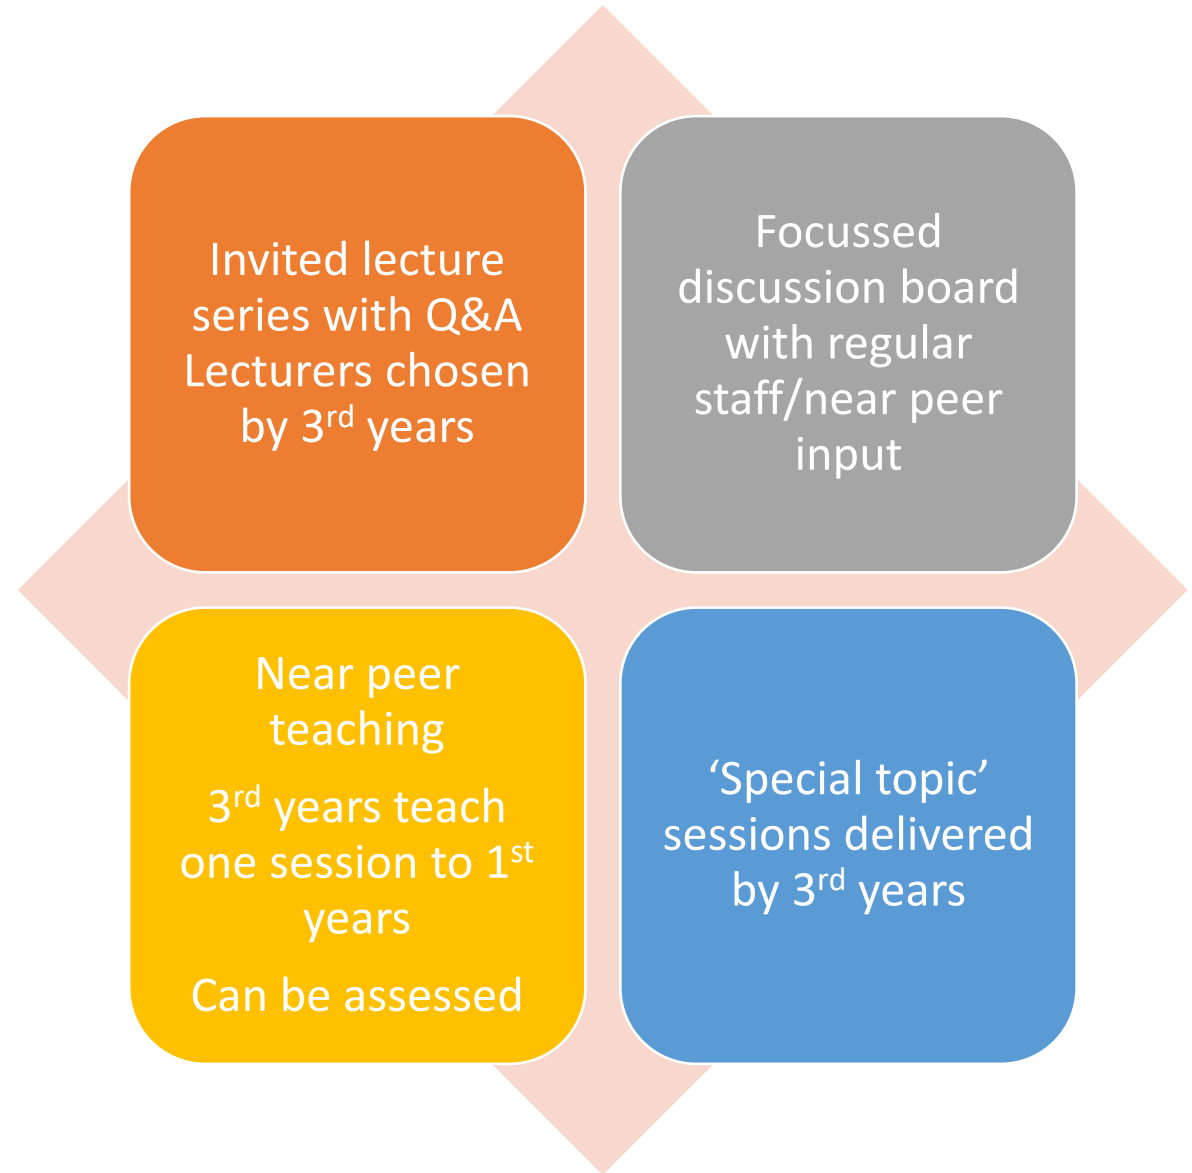 Invited lecture
series with Q&A
Lecturers chosen
by 3rd years
Focussed
discussion board
with regular
staff/near peer
input
Near peer
teaching
3rd years teach
one session to 1st
years
Can be assessed
‘Special topic’
sessions delivered
by 3rd years